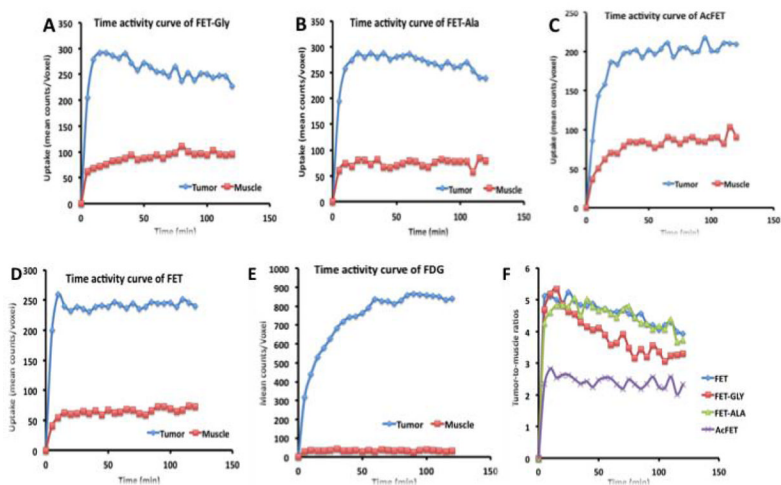 A
Time activity curve of FET-Gly
Uptake (mean counts/Voxel)
350
300
250
200
150
100
50
0
Tumor
Muscle
0
50
100
150
Time (min)
B
Time activity curve of FET-Ala
Uptake (mean counts/Voxel)
350
300
250
200
150
100
50
0
Tumor
Muscle
0
50
100
150
Time (min)
C
Time activity curve of AcFET
Uptake (mean counts/Voxel)
250
200
150
100
50
0
Tumor
Muscle
0
50
100
150
Time (min)
D
Time activity curve of FET
Uptake (mean counts/Voxel)
300
250
200
150
100
50
0
Tumor
Muscle
0
50
100
150
Time (min)
E
Time activity curve of FDG
Mean counts/Voxel
1000
900
800
700
600
500
400
300
200
100
0
Tumor
Muscle
0
50
100
150
Time (min)
F
Tumor-to-muscle ratios
6
5
4
3
2
1
0
FET
FET-GLY
FET-ALA
AcFET
0
50
100
150
Time (min)